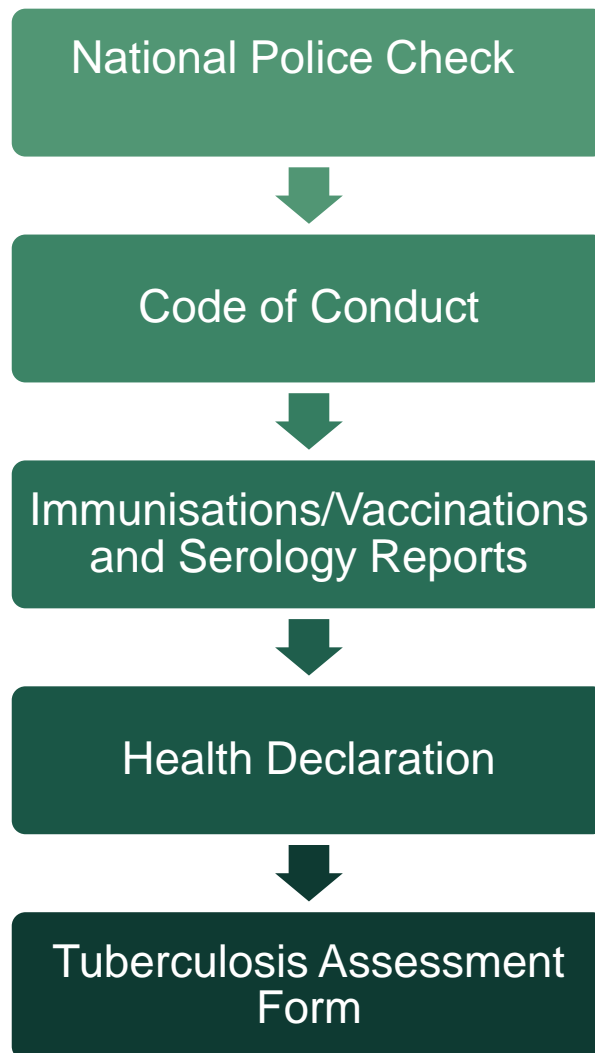 National Police Check
Code of Conduct
Immunisations/Vaccinations
and Serology Reports
Health Declaration
Tuberculosis Assessment
Form